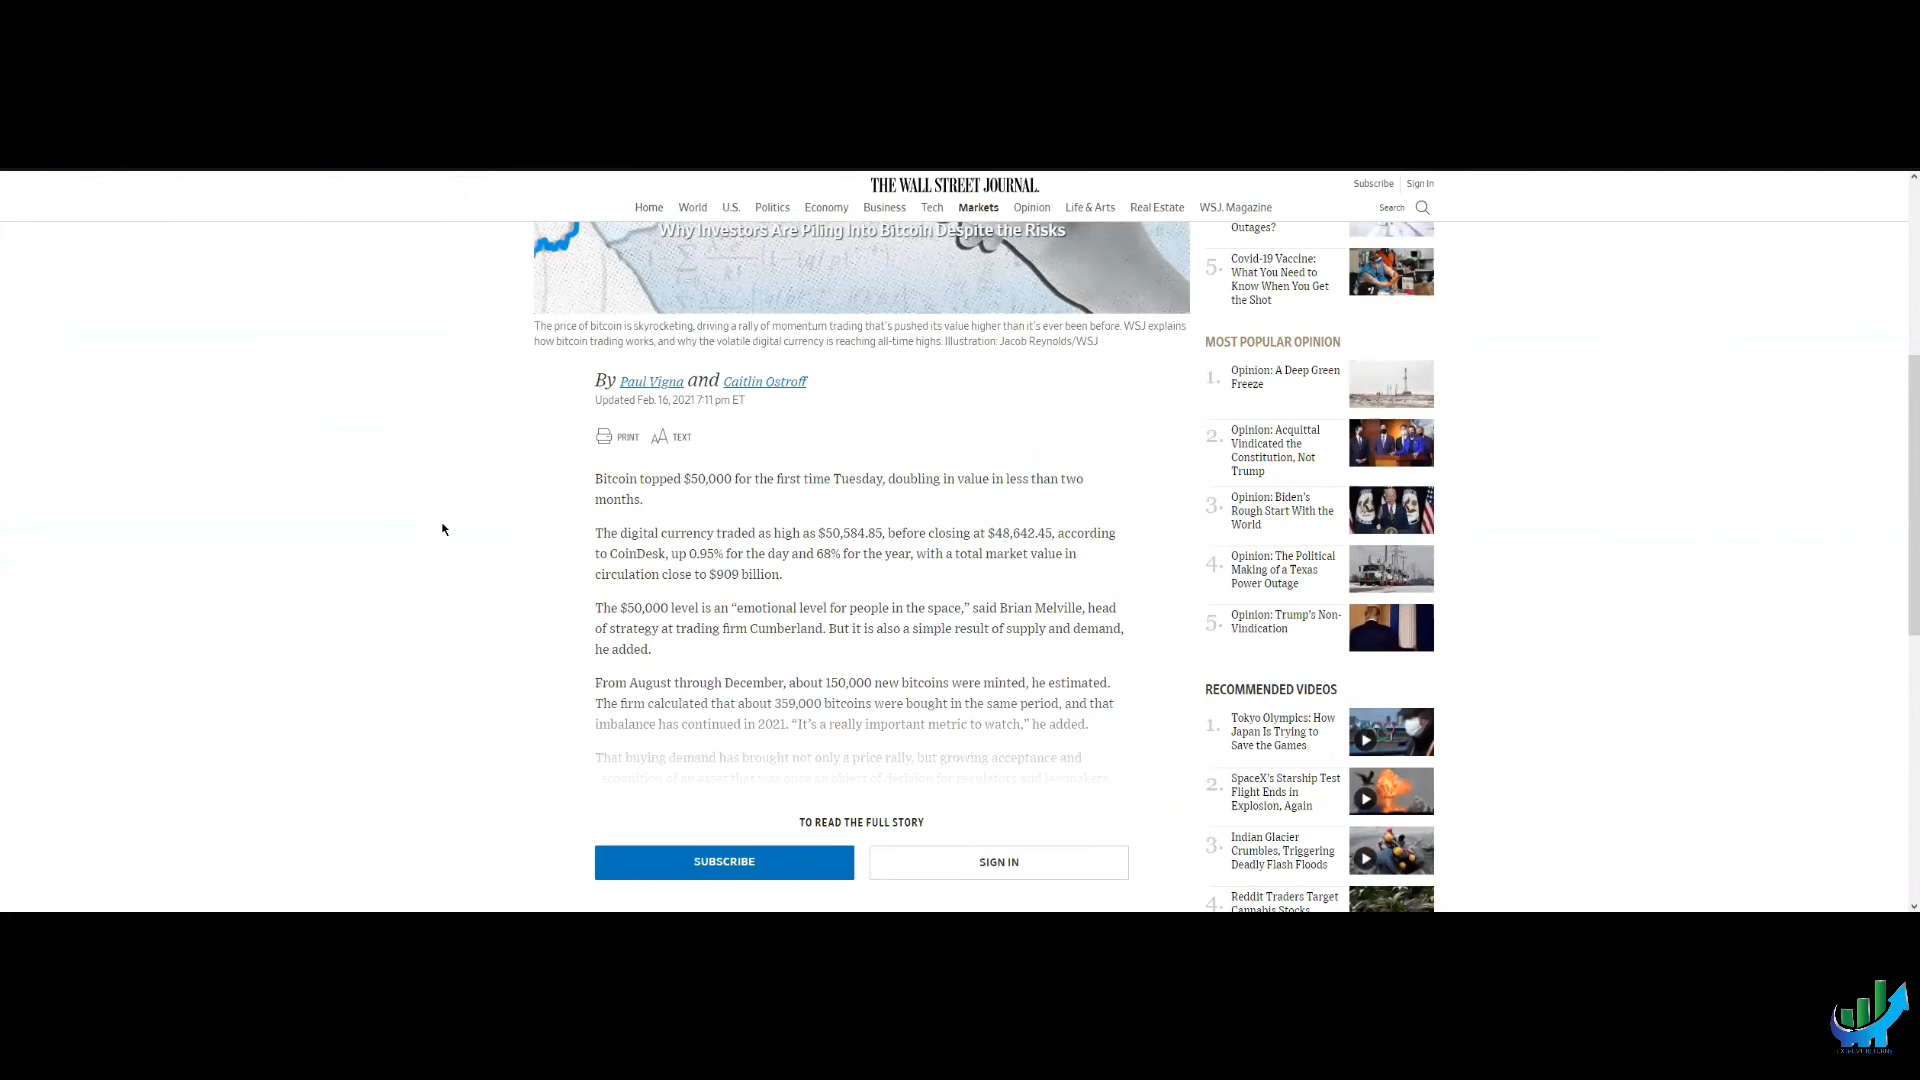 THE WALL STREET JOURNAL.
Subscribe
Sign In
Home World U.S. Politics Economy Business Tech Markets Opinion Life & Arts Real Estate WSJ. Magazine
Search
Why Investors Are Piling Into Bitcoin Despite the Risks
The price of bitcoin is skyrocketing, driving a rally of momentum trading that's pushed its value higher than it's ever been before. WSJ explains
how bitcoin trading works, and why the volatile digital currency is reaching all-time highs. Illustration: Jacob Reynolds/WSJ
By Paul Vigna and Caitlin Ostroff
Updated Feb. 16, 2021 7:11 pm ET
PRINT TEXT
Bitcoin topped $50,000 for the first time Tuesday, doubling in value in less than two
months.
The digital currency traded as high as $50,584.85, before closing at $48,642.45, according
to CoinDesk, up 0.95% for the day and 68% for the year, with a total market value in
circulation close to $909 billion.
The $50,000 level is an “emotional level for people in the space,” said Brian Melville, head
of strategy at trading firm Cumberland. But it is also a simple result of supply and demand,
he added.
From August through December, about 150,000 new bitcoins were minted, he estimated.
The firm calculated that about 359,000 bitcoins were bought in the same period, and that
imbalance has continued in 2021. “It’s a really important metric to watch,” he added.
That buying demand has brought not only a price rally, but growing acceptance and
recognition of an asset that was once an object of derision for regulators and lawmakers.
TO READ THE FULL STORY
SUBSCRIBE
SIGN IN
Outages?
5. Covid-19 Vaccine:
What You Need to
Know When You Get
the Shot
MOST POPULAR OPINION
1. Opinion: A Deep Green
Freeze
2. Opinion: Acquittal
Vindicated the
Constitution, Not
Trump
3. Opinion: Biden's
Rough Start With the
World
4. Opinion: The Political
Making of a Texas
Power Outage
5. Opinion: Trump's Non-
Vindication
RECOMMENDED VIDEOS
1. Tokyo Olympics: How
Japan Is Trying to
Save the Games
2. SpaceX's Starship Test
Flight Ends in
Explosion, Again
3. Indian Glacier
Crumbles, Triggering
Deadly Flash Floods
4. Reddit Traders Target
Cannabis Stocks